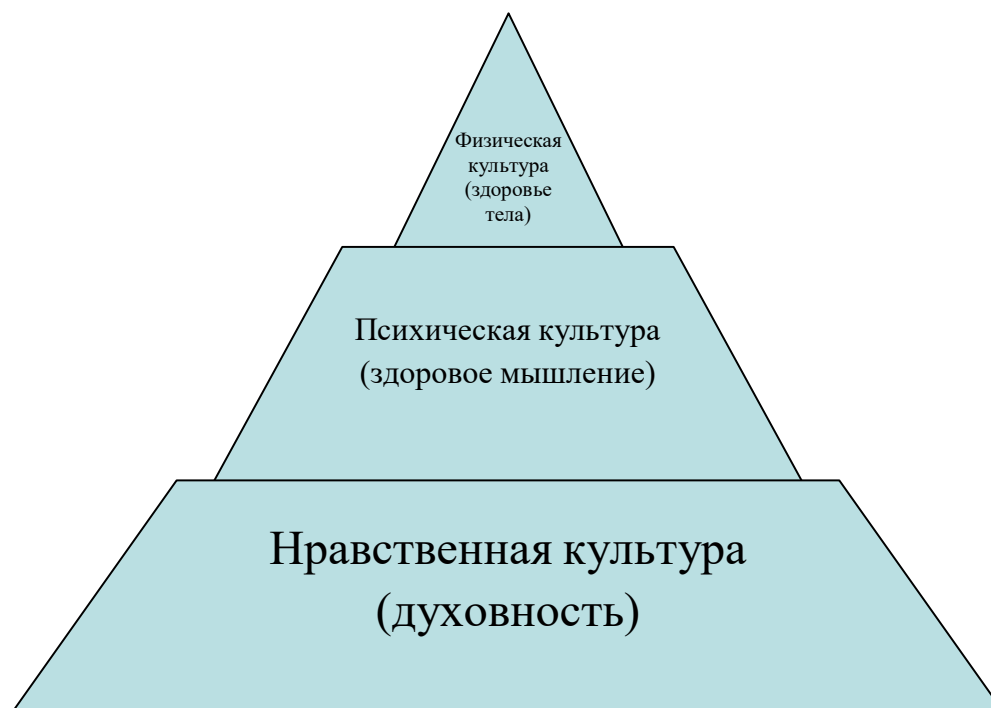 Физическая
культура
(здоровье
тела)
Психическая культура
(здоровое мышление)
Нравственная культура
(духовность)